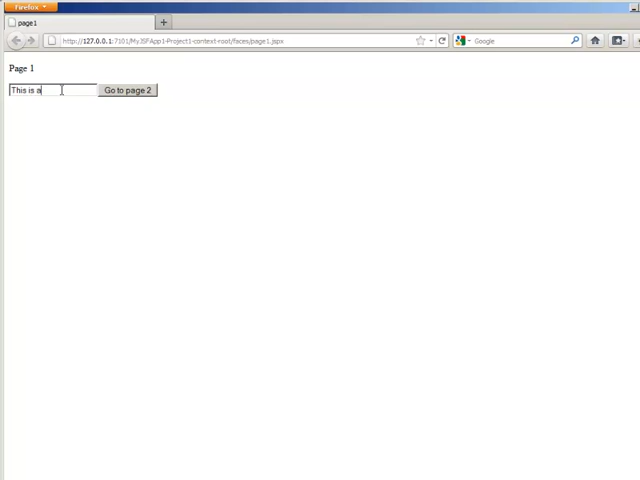 Firefox
page1
http://127.0.0.1:7101/MyJSFApp1-Project1-context-root/faces/page1.jspx
Google
Page 1
This is a
Go to page 2